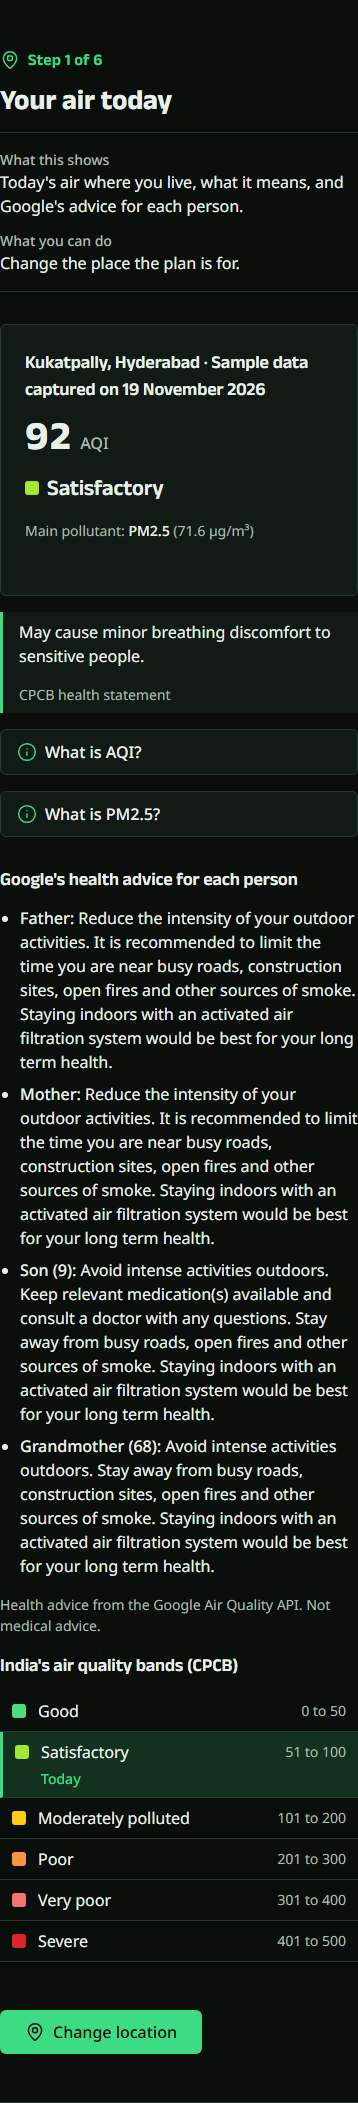 Step 1 of 6
Your air today
What this shows
Today's air where you live, what it means, and
Google's advice for each person.
What you can do
Change the place the plan is for.
Kukatpally, Hyderabad · Sample data
captured on 19 November 2026
92 AQI
Satisfactory
Main pollutant: PM2.5 (71.6 µg/m³)
May cause minor breathing discomfort to
sensitive people.
CPCB health statement
What is AQI?
What is PM2.5?
Google's health advice for each person
• Father: Reduce the intensity of your outdoor
activities. It is recommended to limit the
time you are near busy roads, construction
sites, open fires and other sources of smoke.
Staying indoors with an activated air
filtration system would be best for your long
term health.
• Mother: Reduce the intensity of your
outdoor activities. It is recommended to limit
the time you are near busy roads,
construction sites, open fires and other
sources of smoke. Staying indoors with an
activated air filtration system would be best
for your long term health.
• Son (9): Avoid intense activities outdoors.
Keep relevant medication(s) available and
consult a doctor with any questions. Stay
away from busy roads, open fires and other
sources of smoke. Staying indoors with an
activated air filtration system would be best
for your long term health.
• Grandmother (68): Avoid intense activities
outdoors. Stay away from busy roads,
construction sites, open fires and other
sources of smoke. Staying indoors with an
activated air filtration system would be best
for your long term health.
Health advice from the Google Air Quality API. Not
medical advice.
India's air quality bands (CPCB)
Good 0 to 50
Satisfactory 51 to 100
Today
Moderately polluted 101 to 200
Poor 201 to 300
Very poor 301 to 400
Severe 401 to 500
Change location